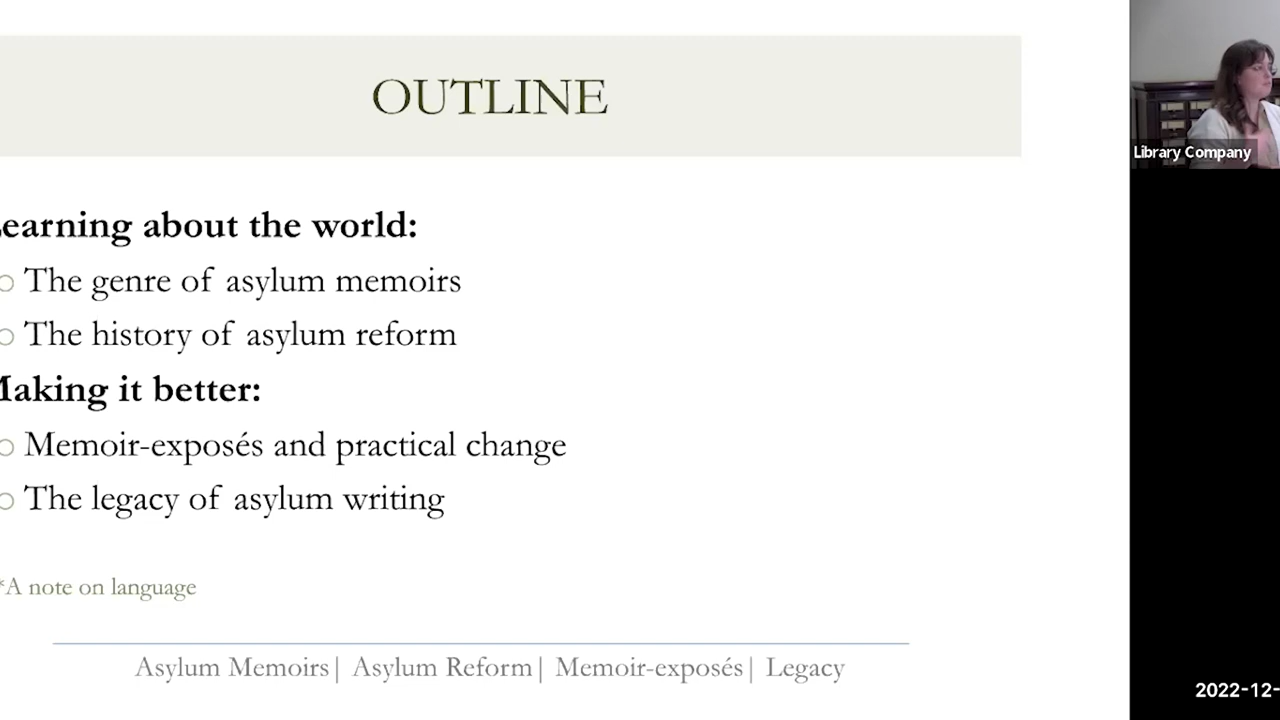 OUTLINE
Learning about the world:
The genre of asylum memoirs
The history of asylum reform
Making it better:
Memoir-exposés and practical change
The legacy of asylum writing
*A note on language
Asylum Memoirs| Asylum Reform| Memoir-exposés| Legacy
Library Company
2022-12-